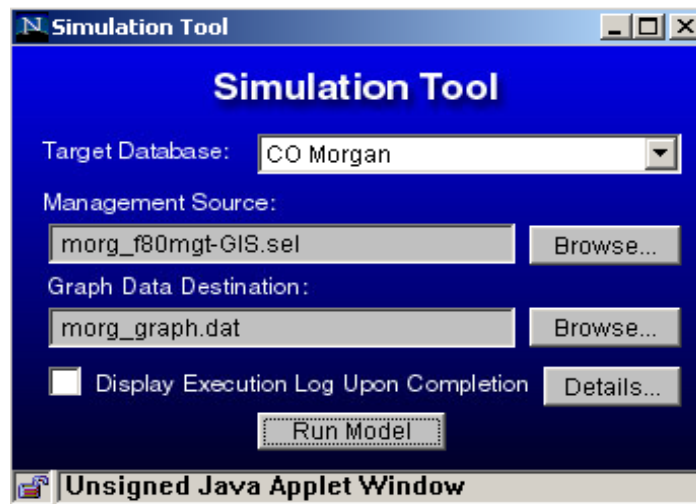 Simulation Tool
Simulation Tool
Target Database: CO Morgan
Management Source:
morg_f80mgt-GIS.sel Browse...
Graph Data Destination:
morg_graph.dat Browse...
Display Execution Log Upon Completion Details...
Run Model
Unsigned Java Applet Window